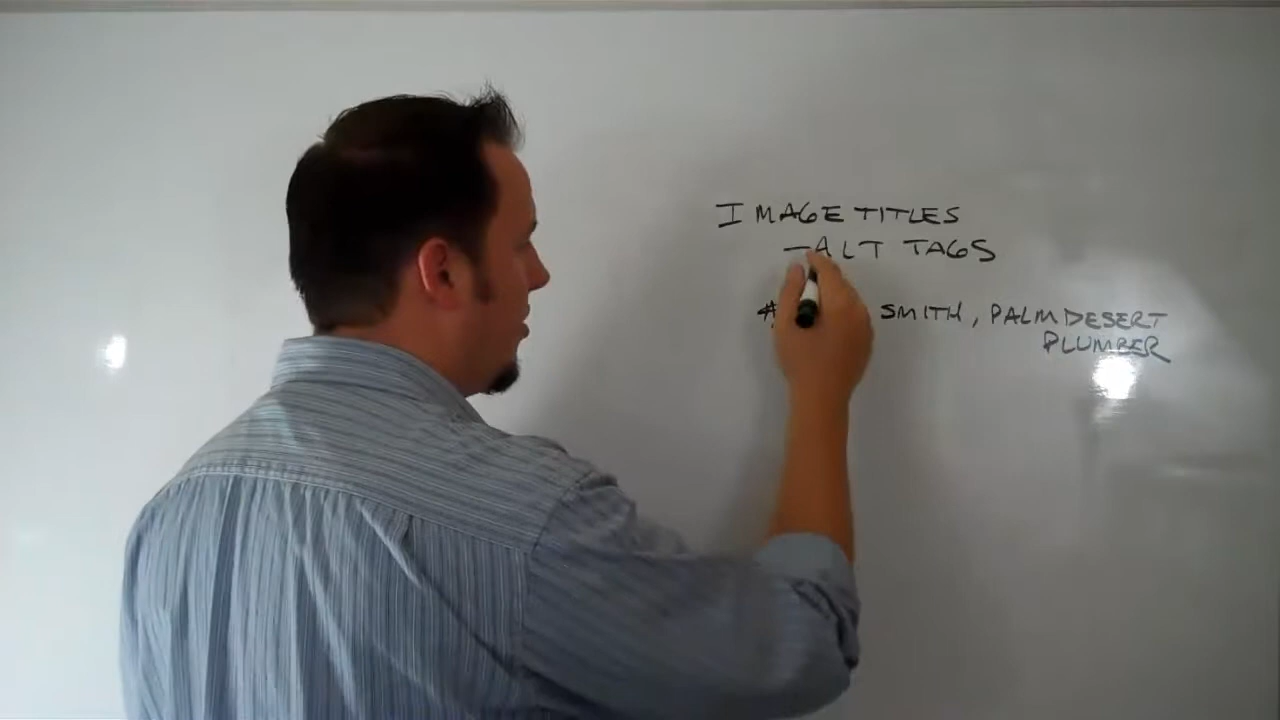 IMAGE TITLES
- ALT TAGS
# SMITH, PALM DESERT
PLUMBER